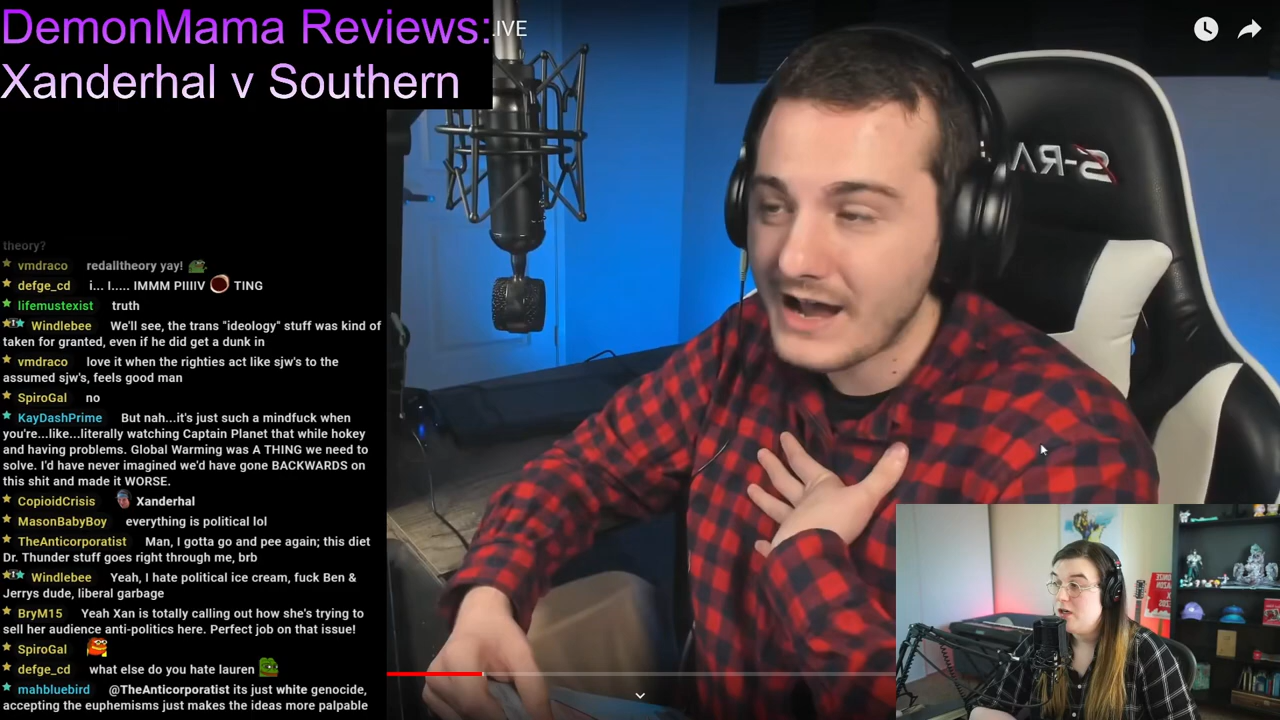 DemonMama Reviews:
LIVE
Xanderhal v Southern
theory?
vmdraco redalltheory yay!
defge_cd i... I..... IMMM PIIIIV TING
lifemustexist truth
Windlebee We'll see, the trans "ideology" stuff was kind of
taken for granted, even if he did get a dunk in
vmdraco love it when the righties act like sjw's to the
assumed sjw's, feels good man
SpiroGal no
KayDashPrime But nah...it's just such a mindfuck when
you're...like...literally watching Captain Planet that while hokey
and having problems. Global Warming was A THING we need to
solve. I'd have never imagined we'd have gone BACKWARDS on
this shit and made it WORSE.
CopioidCrisis Xanderhal
MasonBabyBoy everything is political lol
TheAnticorporatist Man, I gotta go and pee again; this diet
Dr. Thunder stuff goes right through me, brb
Windlebee Yeah, I hate political ice cream, fuck Ben &
Jerrys dude, liberal garbage
BryM15 Yeah Xan is totally calling out how she's trying to
sell her audience anti-politics here. Perfect job on that issue!
SpiroGal
defge_cd what else do you hate lauren
mahbluebird @TheAnticorporatist its just white genocide,
accepting the euphemisms just makes the ideas more palpable